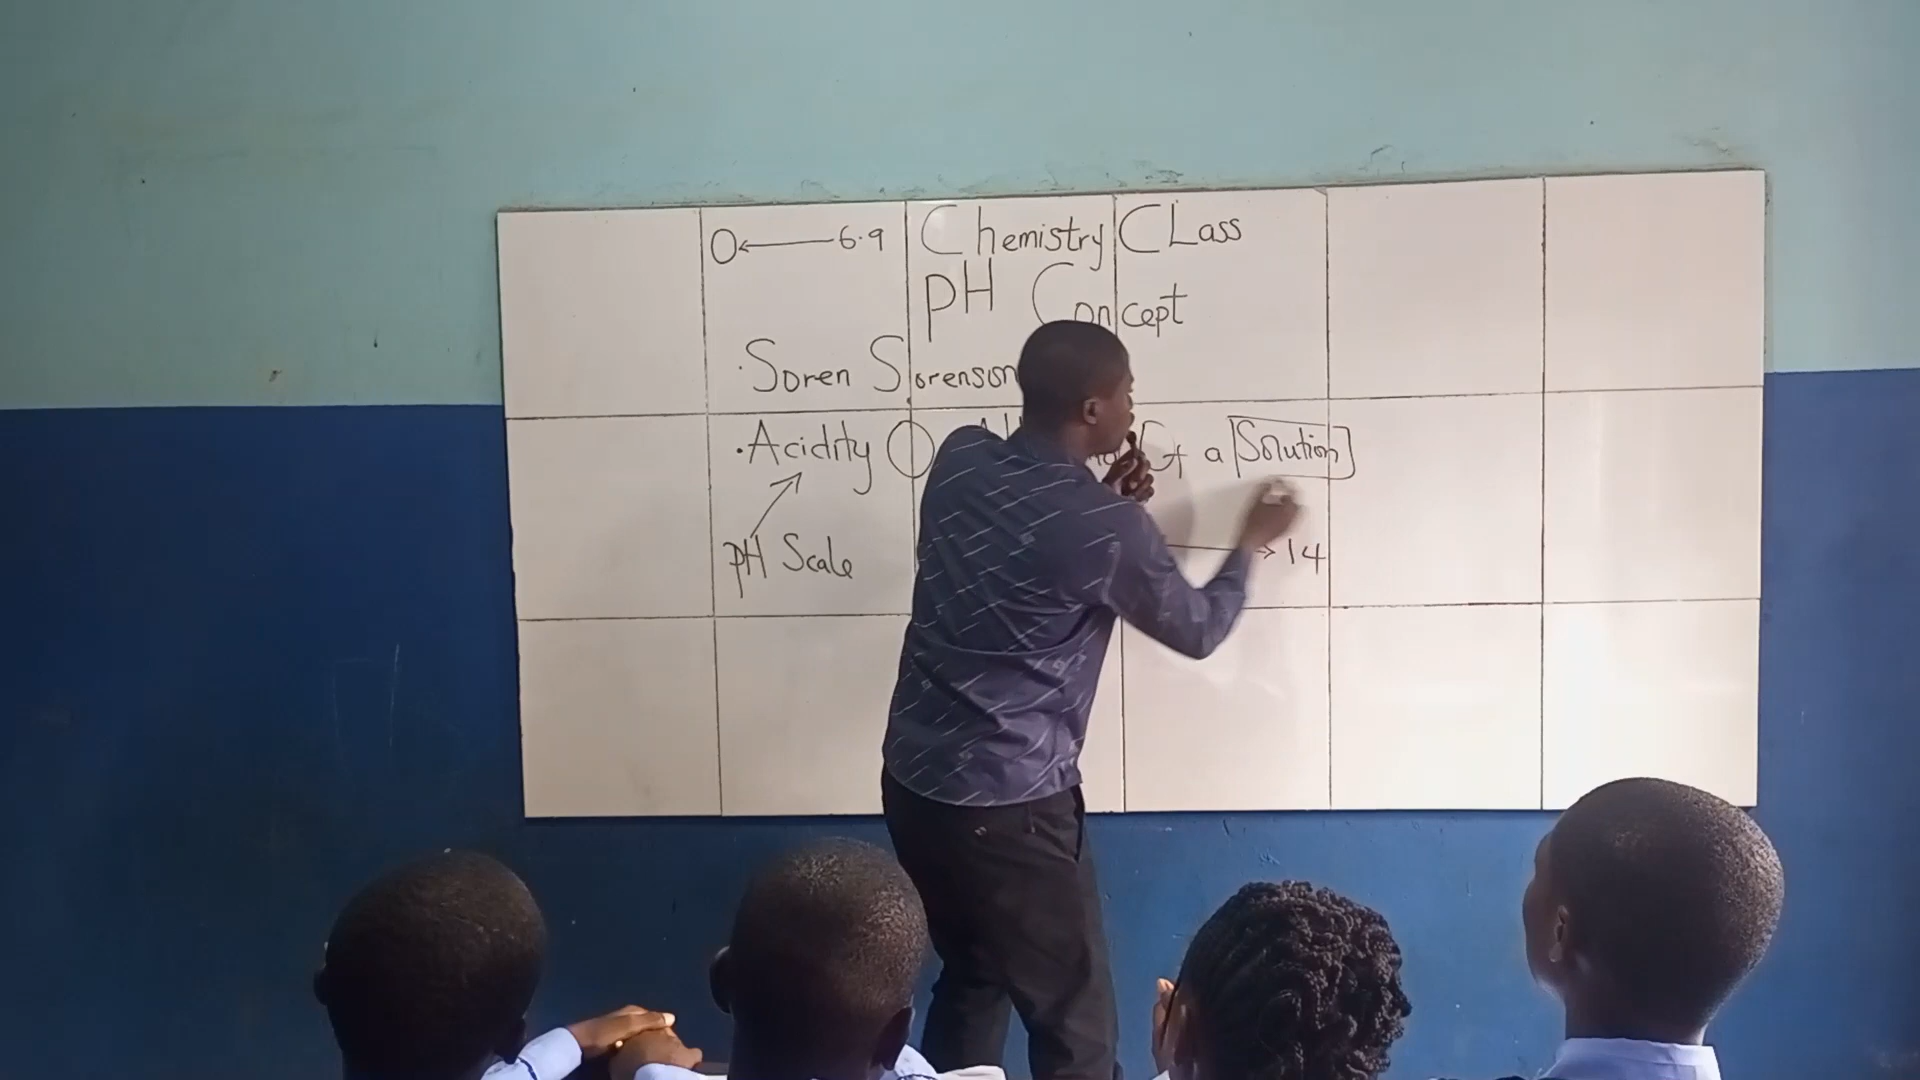 0 ← 6.9
Chemistry CLass
pH Concept
· Soren Sorenson
· Acidity Of a Solution
pH Scale → 14